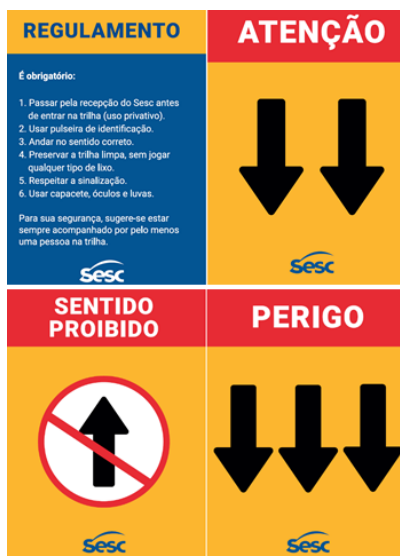 REGULAMENTO
É obrigatório:
1. Passar pela recepção do Sesc antes
de entrar na trilha (uso privativo).
2. Usar pulseira de identificação.
3. Andar no sentido correto.
4. Preservar a trilha limpa, sem jogar
qualquer tipo de lixo.
5. Respeitar a sinalização.
6. Usar capacete, óculos e luvas.
Para sua segurança, sugere-se estar
sempre acompanhado por pelo menos
uma pessoa na trilha.
Sesc
ATENÇÃO
Sesc
SENTIDO
PROIBIDO
Sesc
PERIGO
Sesc